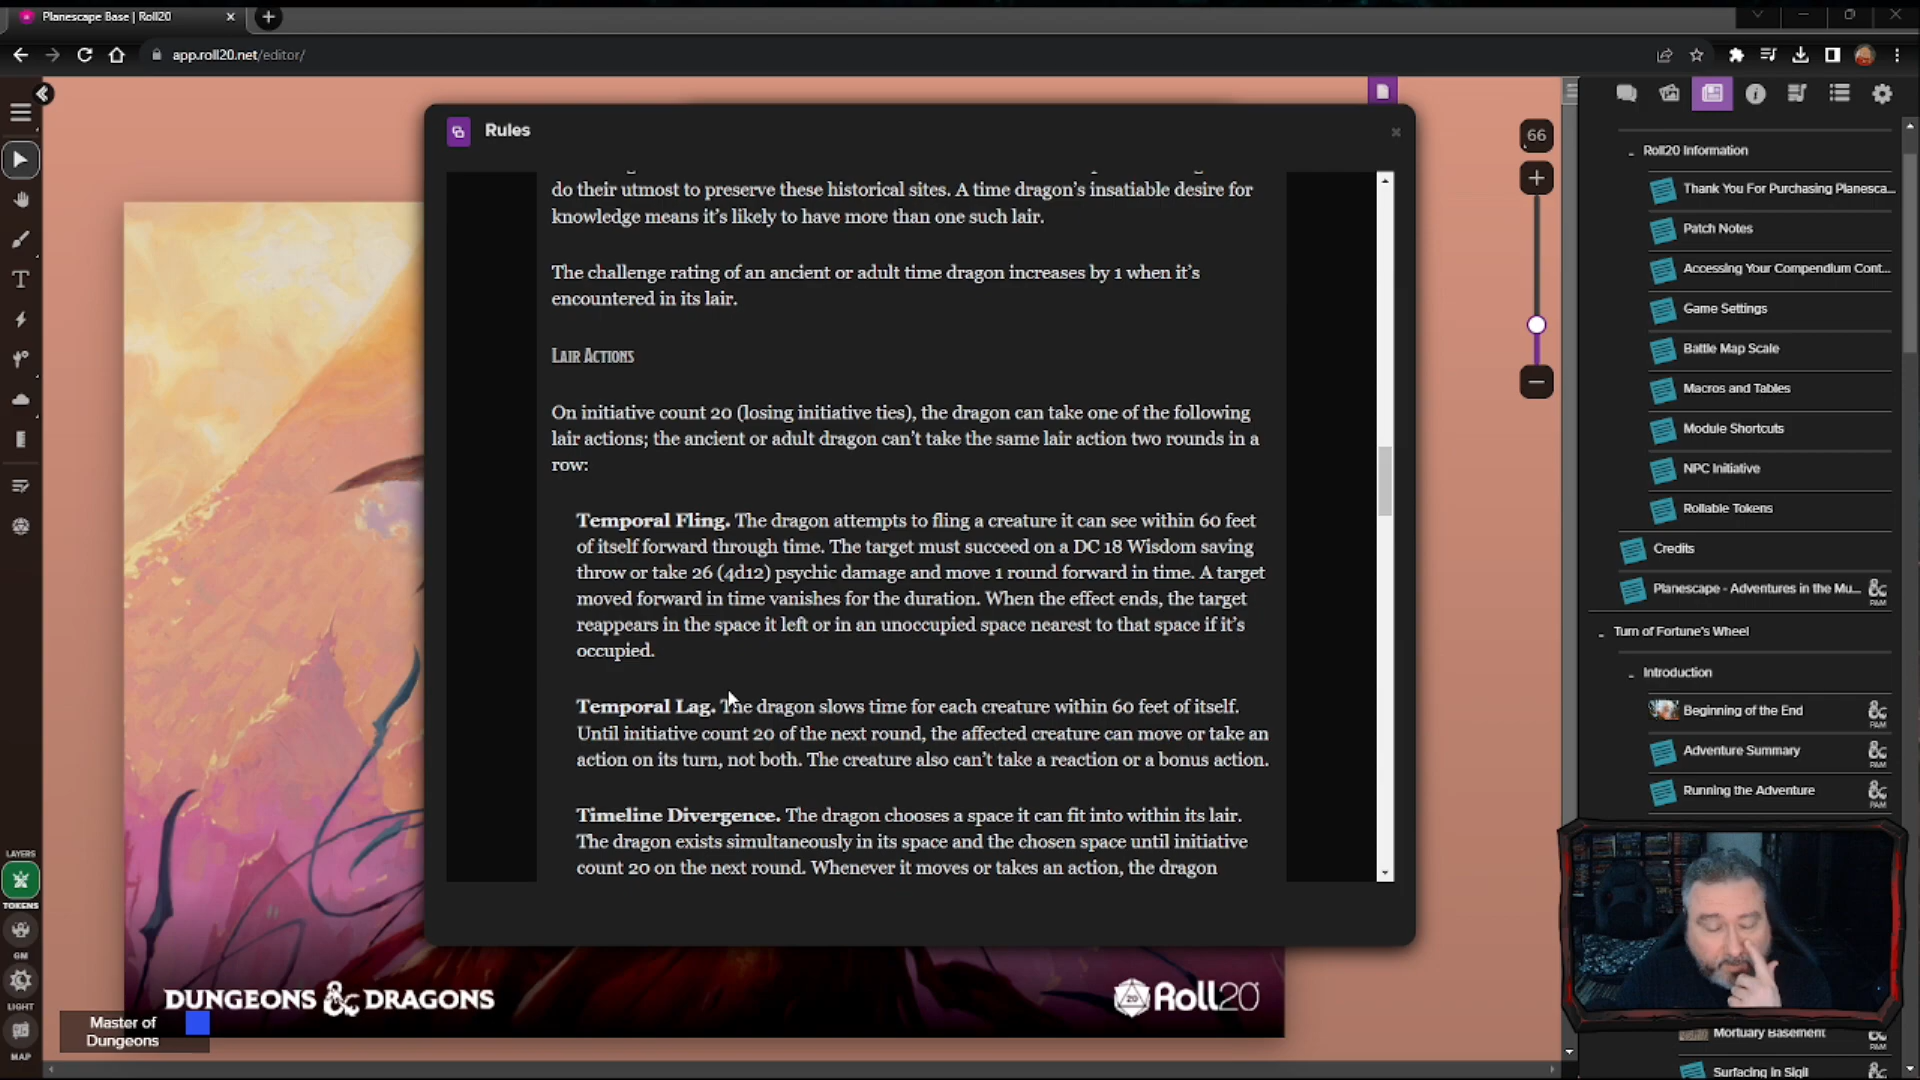 Planescape Base | Roll20
app.roll20.net/editor/
Rules
do their utmost to preserve these historical sites. A time dragon's insatiable desire for
knowledge means it's likely to have more than one such lair.
The challenge rating of an ancient or adult time dragon increases by 1 when it's
encountered in its lair.
LAIR ACTIONS
On initiative count 20 (losing initiative ties), the dragon can take one of the following
lair actions; the ancient or adult dragon can't take the same lair action two rounds in a
row:
Temporal Fling. The dragon attempts to fling a creature it can see within 60 feet
of itself forward through time. The target must succeed on a DC 18 Wisdom saving
throw or take 26 (4d12) psychic damage and move 1 round forward in time. A target
moved forward in time vanishes for the duration. When the effect ends, the target
reappears in the space it left or in an unoccupied space nearest to that space if it's
occupied.
Temporal Lag. The dragon slows time for each creature within 60 feet of itself.
Until initiative count 20 of the next round, the affected creature can move or take an
action on its turn, not both. The creature also can't take a reaction or a bonus action.
Timeline Divergence. The dragon chooses a space it can fit into within its lair.
The dragon exists simultaneously in its space and the chosen space until initiative
count 20 on the next round. Whenever it moves or takes an action, the dragon
66
Roll20 Information
Thank You For Purchasing Planesca...
Patch Notes
Accessing Your Compendium Cont...
Game Settings
Battle Map Scale
Macros and Tables
Module Shortcuts
NPC Initiative
Rollable Tokens
Credits
Planescape - Adventures in the Mu...
PAM
Turn of Fortune's Wheel
Introduction
Beginning of the End
PAM
Adventure Summary
PAM
Running the Adventure
PAM
Mortuary Basement
PAM
Surfacing in Sigil
LAYERS
TOKENS
GM
LIGHT
MAP
DUNGEONS & DRAGONS
20
Roll20
Master of
Dungeons